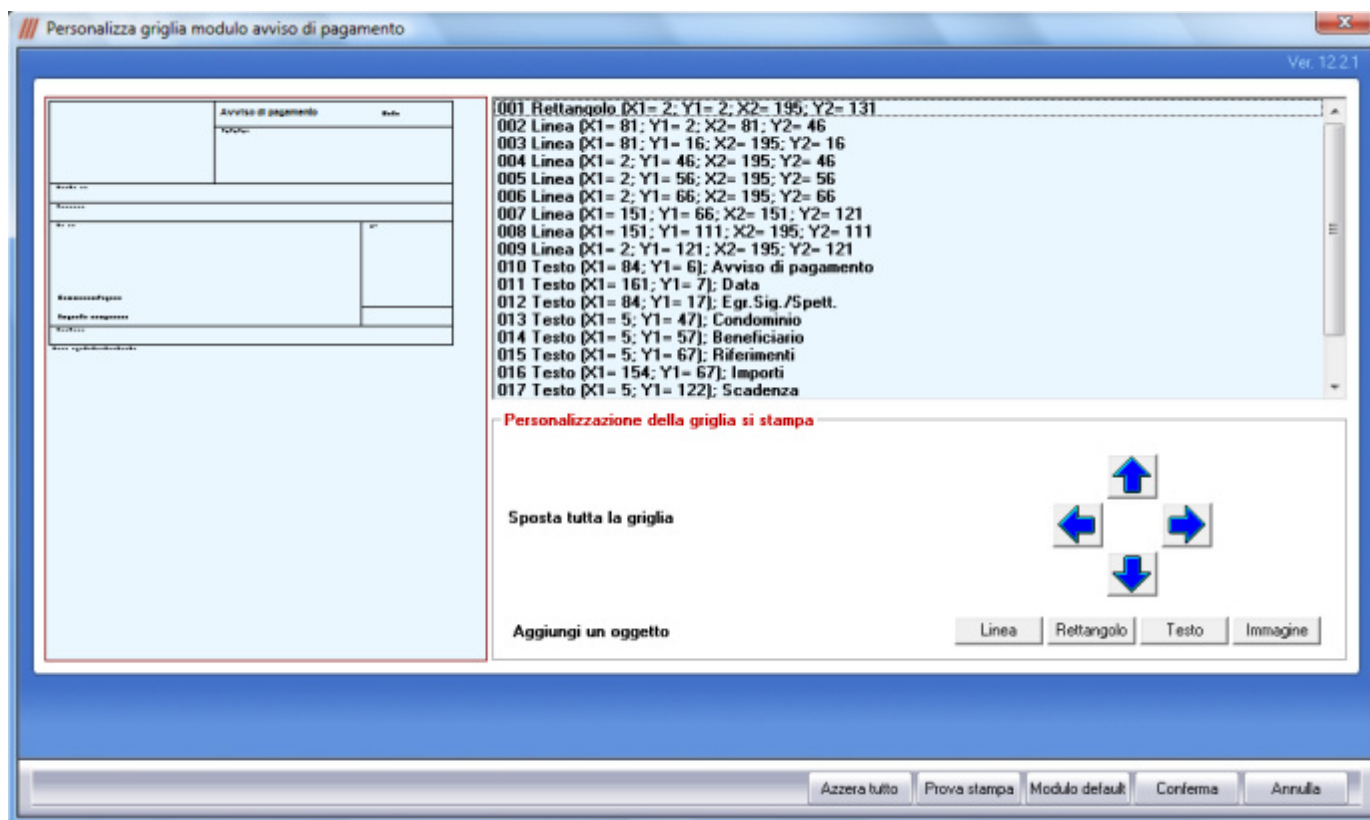 Personalizza griglia modulo avviso di pagamento
Ver. 12.2.1
Avviso di pagamento
001 Rettangolo (X1= 2; Y1= 2; X2= 195; Y2= 131
002 Linea (X1= 81; Y1= 2; X2= 81; Y2= 46
003 Linea (X1= 81; Y1= 16; X2= 195; Y2= 16
004 Linea (X1= 2; Y1= 46; X2= 195; Y2= 46
005 Linea (X1= 2; Y1= 56; X2= 195; Y2= 56
006 Linea (X1= 2; Y1= 66; X2= 195; Y2= 66
007 Linea (X1= 151; Y1= 66; X2= 151; Y2= 121
008 Linea (X1= 151; Y1= 111; X2= 195; Y2= 111
009 Linea (X1= 2; Y1= 121; X2= 195; Y2= 121
010 Testo (X1= 84; Y1= 6); Avviso di pagamento
011 Testo (X1= 161; Y1= 7); Data
012 Testo (X1= 84; Y1= 17); Egr.Sig./Spett.
013 Testo (X1= 5; Y1= 47); Condominio
014 Testo (X1= 5; Y1= 57); Beneficiario
015 Testo (X1= 5; Y1= 67); Riferimenti
016 Testo (X1= 154; Y1= 67); Importi
017 Testo (X1= 5; Y1= 122); Scadenza
Personalizzazione della griglia si stampa
Sposta tutta la griglia
Aggiungi un oggetto
Linea
Rettangolo
Testo
Immagine
Azzera tutto
Prova stampa
Modulo default
Conferma
Annulla